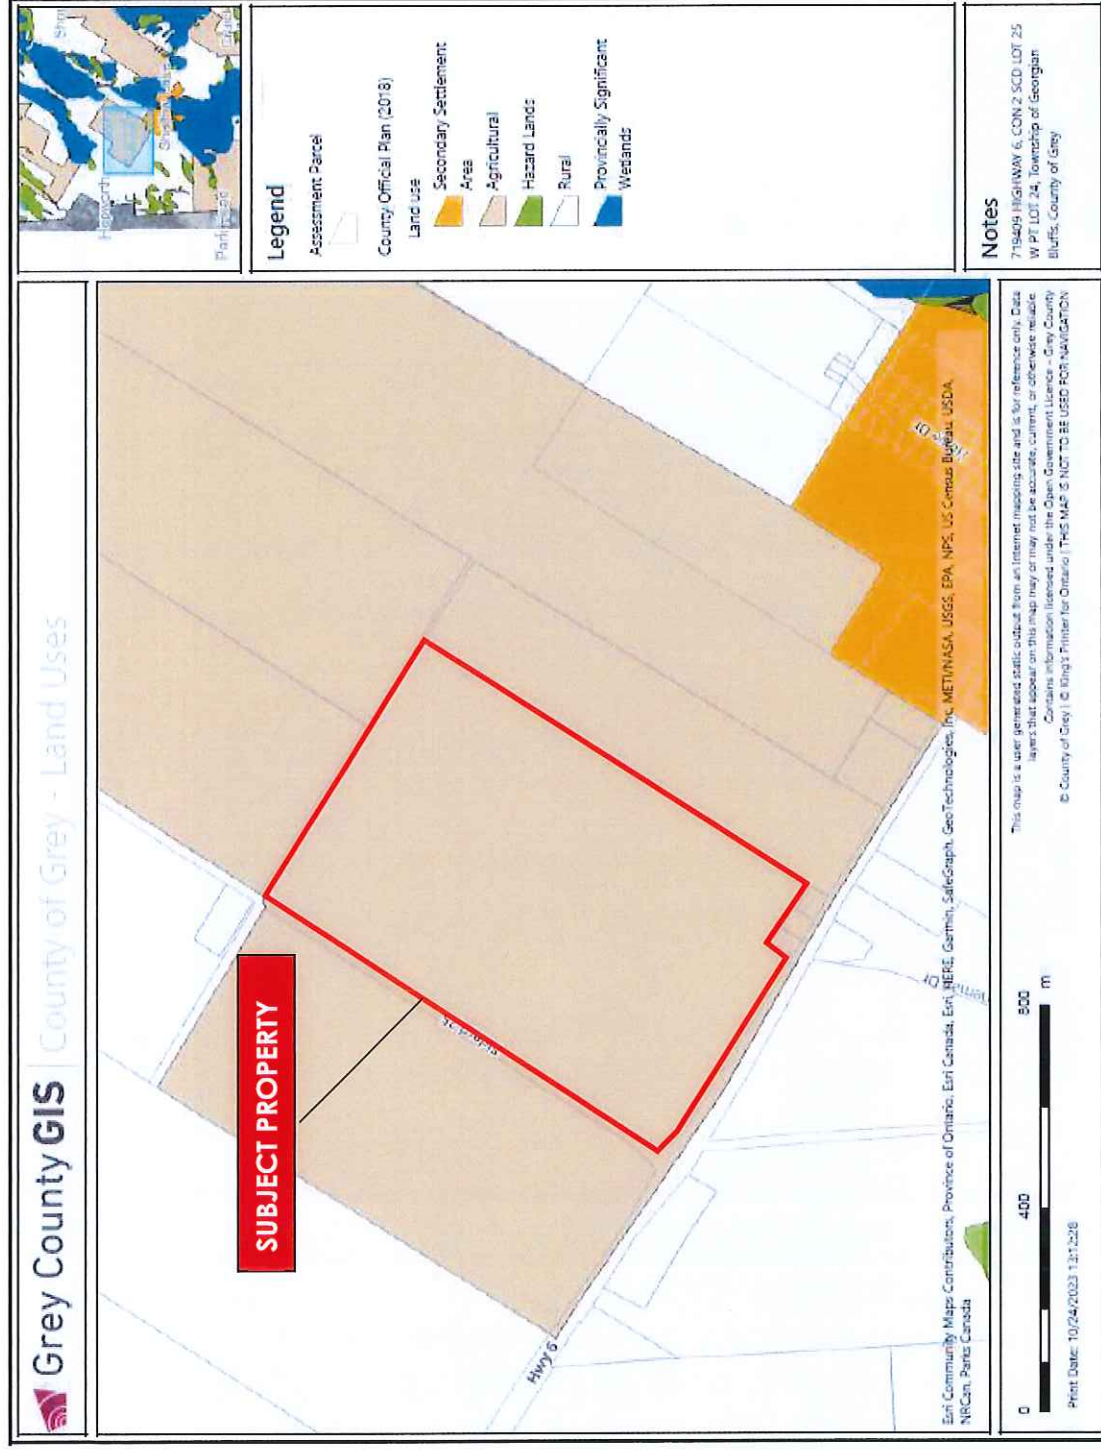 Grey County GIS | County of Grey - Land Uses
SUBJECT PROPERTY
Hwy 6
Esri Community Maps Contributors, Province of Ontario, Esri Canada, Esri, HERE, Garmin, SafeGraph, GeoTechnologies, Inc, METI/NASA, USGS, EPA, NPS, US Census Bureau, USDA,
NRCan, Parks Canada
0 400 800 m
Print Date: 10/24/2023 13:12:28
This map is a user generated static output from an Internet mapping site and is for reference only. Data
layers that appear on this map may or may not be accurate, current, or otherwise reliable.
Contains information licensed under the Open Government Licence - Grey County
© County of Grey | © King's Printer for Ontario | THIS MAP IS NOT TO BE USED FOR NAVIGATION
Hepworth
Legend
Assessment Parcel
County Official Plan (2018)
Land use
Secondary Settlement
Area
Agricultural
Hazard Lands
Rural
Provincially Significant
Wetlands
Notes
719409 HIGHWAY 6, CON 2 SCD LOT 25
W PT LOT 24, Township of Georgian
Bluffs, County of Grey